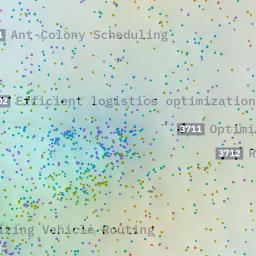 Ant-Colony Scheduling
Efficient logistics optimization
3711 Optimi
3712 R
izing Vehicle Routing